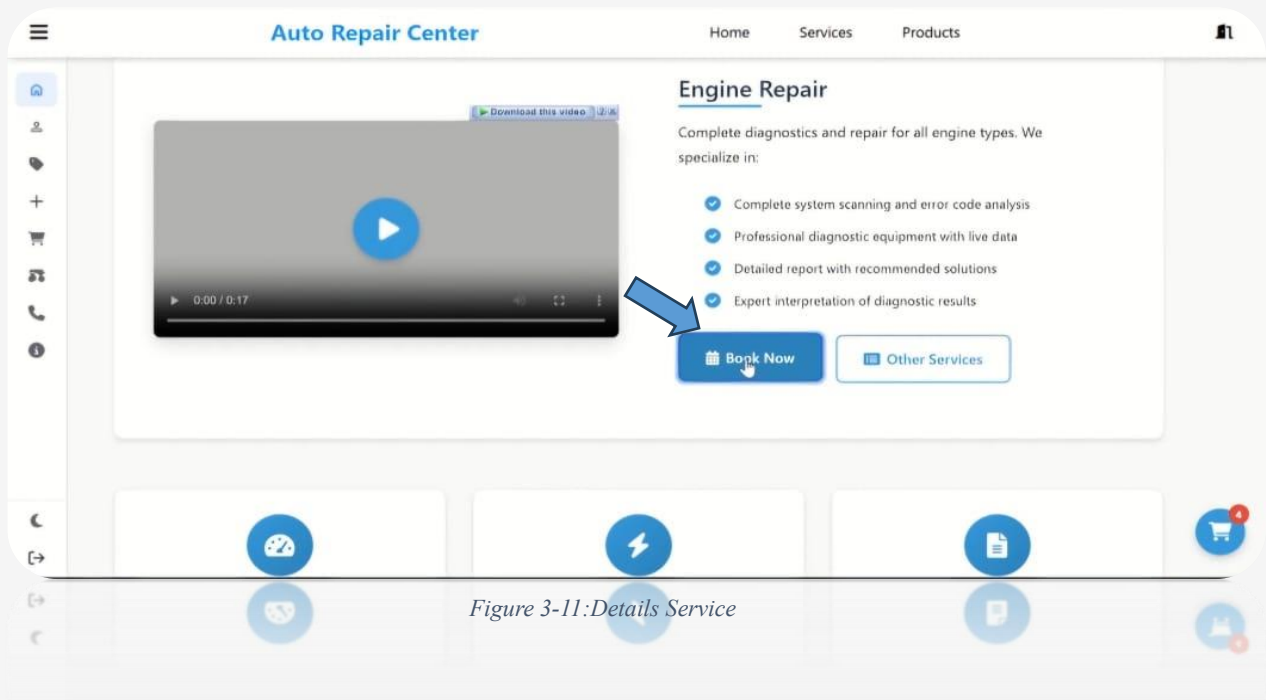 Auto Repair Center
Home
Services
Products
Download this video
Engine Repair
Complete diagnostics and repair for all engine types. We
specialize in:
Complete system scanning and error code analysis
Professional diagnostic equipment with live data
Detailed report with recommended solutions
Expert interpretation of diagnostic results
0:00 / 0:17
Book Now
Other Services
4
Figure 3-11:Details Service